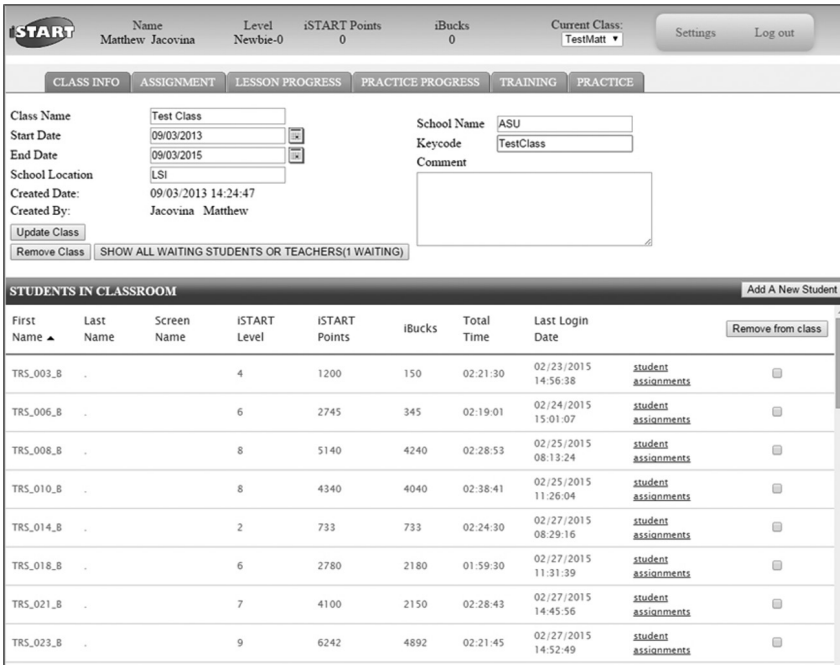 iSTART
Name Level iSTART Points iBucks Current Class:
Matthew Jacovina Newbie-0 0 0 TestMatt
Settings Log out
CLASS INFO ASSIGNMENT LESSON PROGRESS PRACTICE PROGRESS TRAINING PRACTICE
Class Name Test Class
Start Date 09/03/2013
End Date 09/03/2015
School Location LSI
Created Date: 09/03/2013 14:24:47
Created By: Jacovina Matthew
School Name ASU
Keycode TestClass
Comment
Update Class
Remove Class SHOW ALL WAITING STUDENTS OR TEACHERS(1 WAITING)
STUDENTS IN CLASSROOM Add A New Student
First Last Screen iSTART iSTART iBucks Total Last Login Remove from class
Name Name Name Level Points Time Date
TRS_003_B . 4 1200 150 02:21:30 02/23/2015 student
14:56:38 assignments
TRS_006_B . 6 2745 345 02:19:01 02/24/2015 student
15:01:07 assignments
TRS_008_B . 8 5140 4240 02:28:53 02/25/2015 student
08:13:24 assignments
TRS_010_B . 8 4340 4040 02:38:41 02/25/2015 student
11:26:04 assignments
TRS_014_B . 2 733 733 02:24:30 02/27/2015 student
08:29:16 assignments
TRS_018_B . 6 2780 2180 01:59:30 02/27/2015 student
11:31:39 assignments
TRS_021_B . 7 4100 2150 02:28:43 02/27/2015 student
14:45:56 assignments
TRS_023_B . 9 6242 4892 02:21:45 02/27/2015 student
14:52:49 assignments